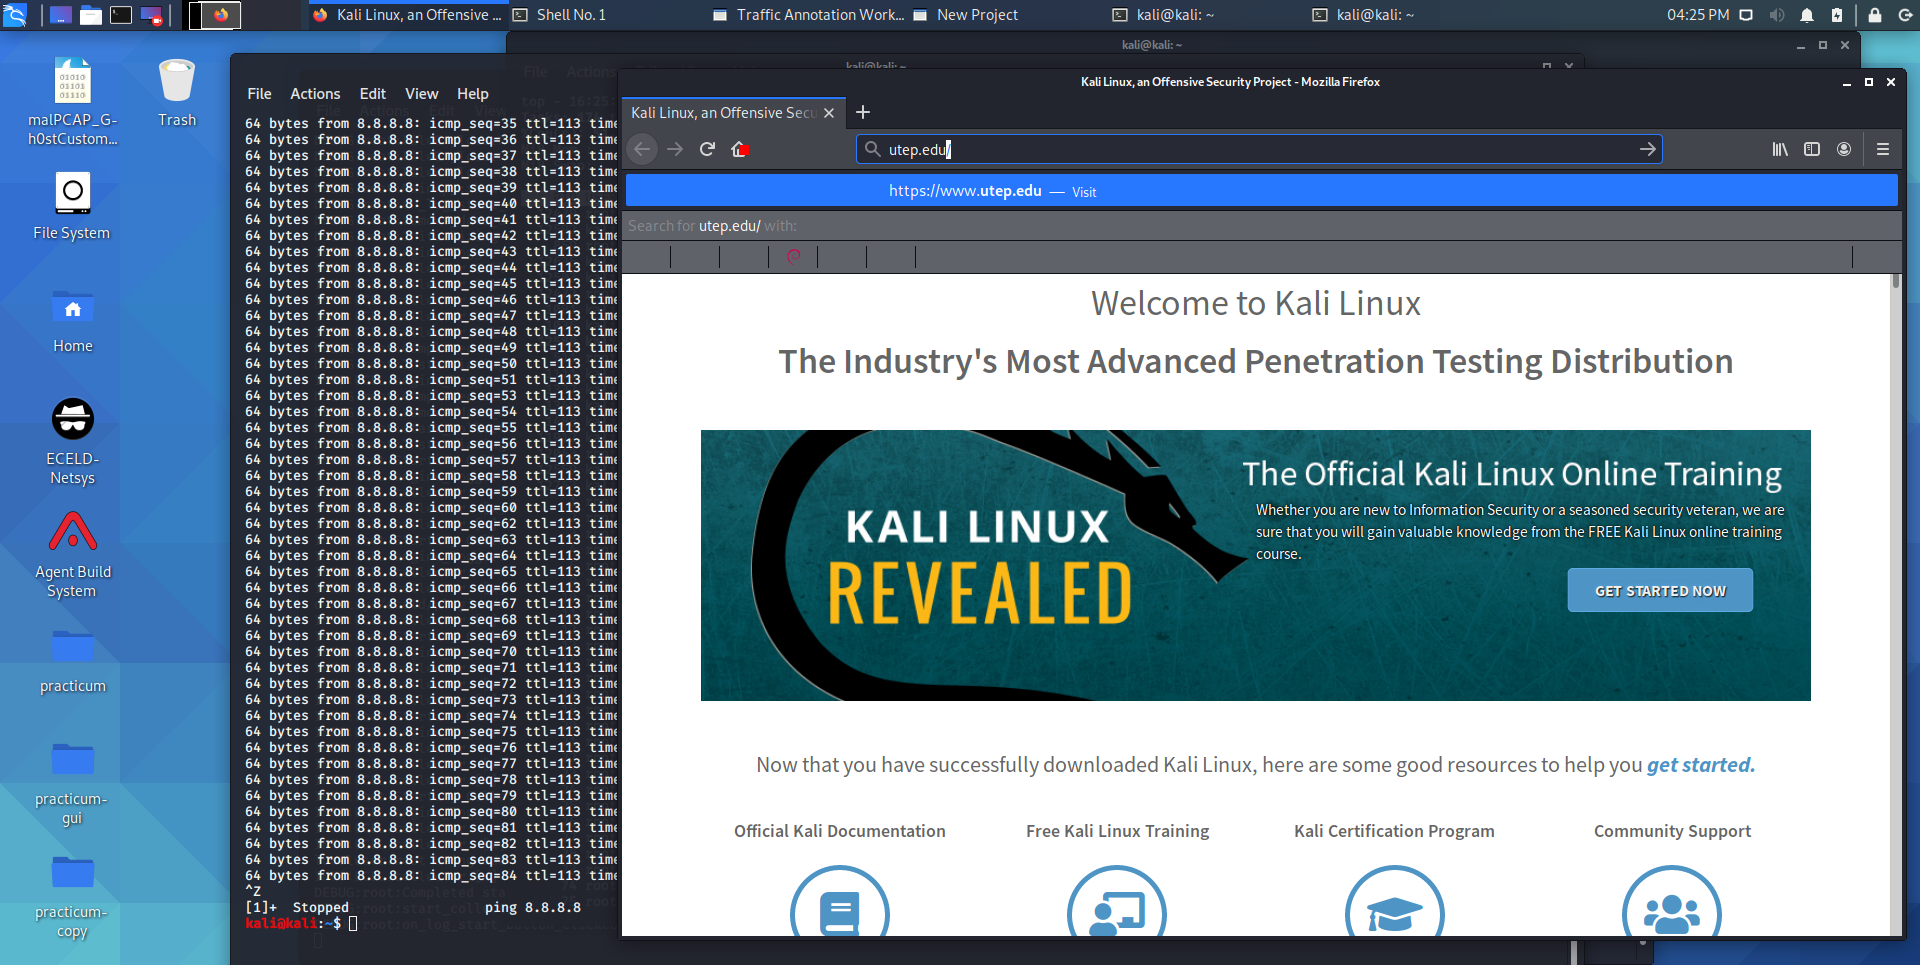 Kali Linux, an Offensive ...
Shell No. 1
Traffic Annotation Work...
New Project
kali@kali: ~
kali@kali: ~
04:25 PM
malPCAP_G-
h0stCustom...
Trash
File System
Home
ECELD-
Netsys
Agent Build
System
practicum
practicum-
gui
practicum-
copy
kali@kali: ~
kali@kali: ~
File Actions
File Actions Edit View Help
64 bytes from 8.8.8.8: icmp_seq=35 ttl=113 time
64 bytes from 8.8.8.8: icmp_seq=36 ttl=113 time
64 bytes from 8.8.8.8: icmp_seq=37 ttl=113 time
64 bytes from 8.8.8.8: icmp_seq=38 ttl=113 time
64 bytes from 8.8.8.8: icmp_seq=39 ttl=113 time
64 bytes from 8.8.8.8: icmp_seq=40 ttl=113 time
64 bytes from 8.8.8.8: icmp_seq=41 ttl=113 time
64 bytes from 8.8.8.8: icmp_seq=42 ttl=113 time
64 bytes from 8.8.8.8: icmp_seq=43 ttl=113 time
64 bytes from 8.8.8.8: icmp_seq=44 ttl=113 time
64 bytes from 8.8.8.8: icmp_seq=45 ttl=113 time
64 bytes from 8.8.8.8: icmp_seq=46 ttl=113 time
64 bytes from 8.8.8.8: icmp_seq=47 ttl=113 time
64 bytes from 8.8.8.8: icmp_seq=48 ttl=113 time
64 bytes from 8.8.8.8: icmp_seq=49 ttl=113 time
64 bytes from 8.8.8.8: icmp_seq=50 ttl=113 time
64 bytes from 8.8.8.8: icmp_seq=51 ttl=113 time
64 bytes from 8.8.8.8: icmp_seq=53 ttl=113 time
64 bytes from 8.8.8.8: icmp_seq=54 ttl=113 time
64 bytes from 8.8.8.8: icmp_seq=55 ttl=113 time
64 bytes from 8.8.8.8: icmp_seq=56 ttl=113 time
64 bytes from 8.8.8.8: icmp_seq=57 ttl=113 time
64 bytes from 8.8.8.8: icmp_seq=58 ttl=113 time
64 bytes from 8.8.8.8: icmp_seq=59 ttl=113 time
64 bytes from 8.8.8.8: icmp_seq=60 ttl=113 time
64 bytes from 8.8.8.8: icmp_seq=62 ttl=113 time
64 bytes from 8.8.8.8: icmp_seq=63 ttl=113 time
64 bytes from 8.8.8.8: icmp_seq=64 ttl=113 time
64 bytes from 8.8.8.8: icmp_seq=65 ttl=113 time
64 bytes from 8.8.8.8: icmp_seq=66 ttl=113 time
64 bytes from 8.8.8.8: icmp_seq=67 ttl=113 time
64 bytes from 8.8.8.8: icmp_seq=68 ttl=113 time
64 bytes from 8.8.8.8: icmp_seq=69 ttl=113 time
64 bytes from 8.8.8.8: icmp_seq=70 ttl=113 time
64 bytes from 8.8.8.8: icmp_seq=71 ttl=113 time
64 bytes from 8.8.8.8: icmp_seq=72 ttl=113 time
64 bytes from 8.8.8.8: icmp_seq=73 ttl=113 time
64 bytes from 8.8.8.8: icmp_seq=74 ttl=113 time
64 bytes from 8.8.8.8: icmp_seq=75 ttl=113 time
64 bytes from 8.8.8.8: icmp_seq=76 ttl=113 time
64 bytes from 8.8.8.8: icmp_seq=77 ttl=113 time
64 bytes from 8.8.8.8: icmp_seq=78 ttl=113 time
64 bytes from 8.8.8.8: icmp_seq=79 ttl=113 time
64 bytes from 8.8.8.8: icmp_seq=80 ttl=113 time
64 bytes from 8.8.8.8: icmp_seq=81 ttl=113 time
64 bytes from 8.8.8.8: icmp_seq=82 ttl=113 time
64 bytes from 8.8.8.8: icmp_seq=83 ttl=113 time
64 bytes from 8.8.8.8: icmp_seq=84 ttl=113 time
^Z
[1]+ Stopped ping 8.8.8.8
kali@kali:~$
Kali Linux, an Offensive Security Project - Mozilla Firefox
Kali Linux, an Offensive Secu
utep.edu/
https://www.utep.edu — Visit
Search for utep.edu/ with:
Welcome to Kali Linux
The Industry's Most Advanced Penetration Testing Distribution
KALI LINUX
REVEALED
The Official Kali Linux Online Training
Whether you are new to Information Security or a seasoned security veteran, we are
sure that you will gain valuable knowledge from the FREE Kali Linux online training
course.
GET STARTED NOW
Now that you have successfully downloaded Kali Linux, here are some good resources to help you get started.
Official Kali Documentation
Free Kali Linux Training
Kali Certification Program
Community Support